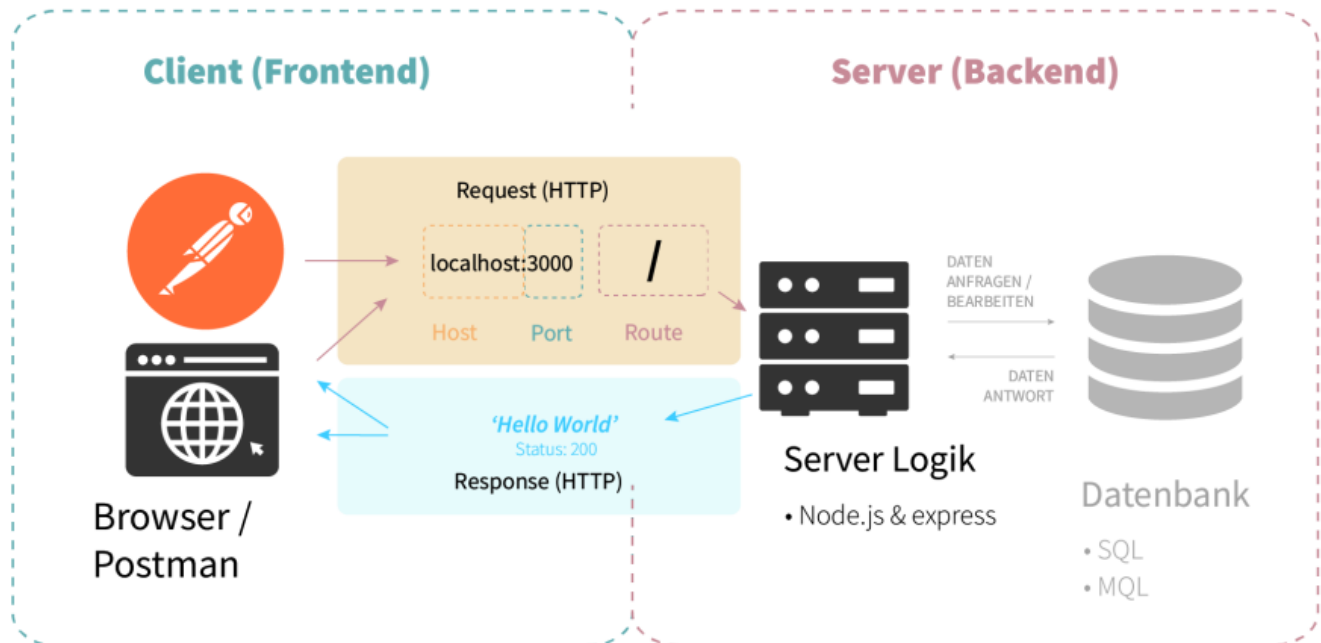 Client (Frontend)
Server (Backend)
Request (HTTP)
localhost:3000
/
Host
Port
Route
DATEN
ANFRAGEN /
BEARBEITEN
DATEN
ANTWORT
‘Hello World’
Status: 200
Response (HTTP)
Browser /
Postman
Server Logik
• Node.js & express
Datenbank
• SQL
• MQL